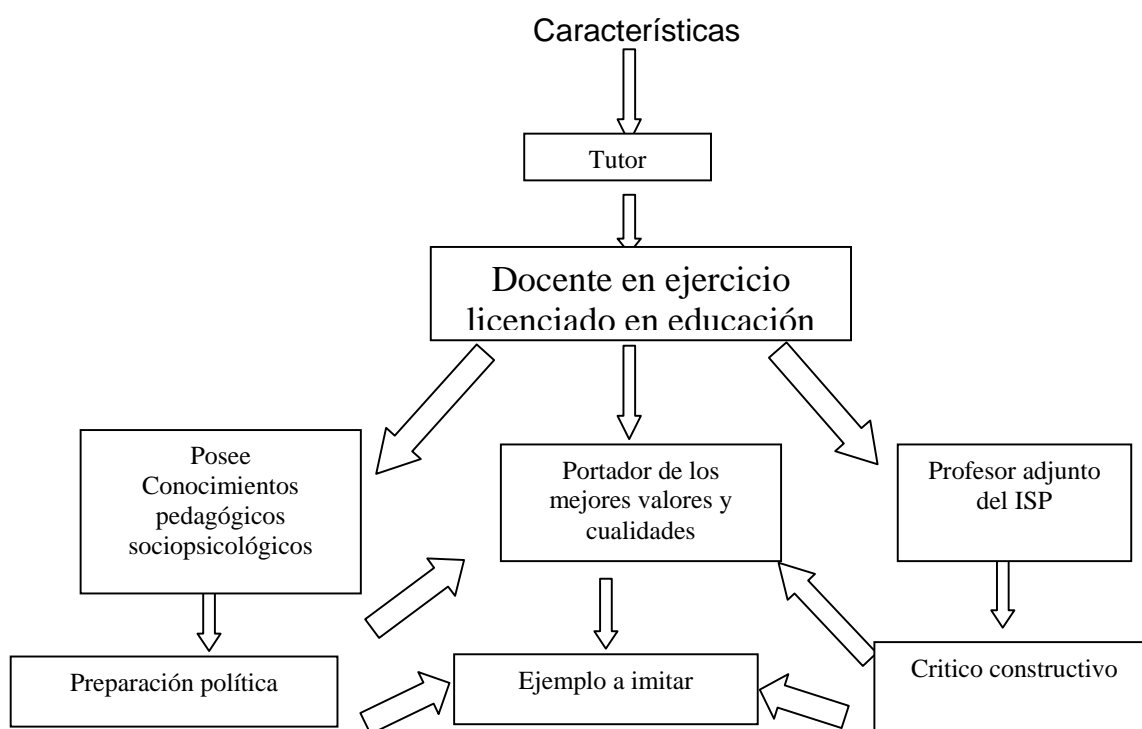 Características
Tutor
Docente en ejercicio
licenciado en educación
Posee
Conocimientos
pedagógicos
sociopsicológicos
Portador de los
mejores valores y
cualidades
Profesor adjunto
del ISP
Preparación política
Ejemplo a imitar
Critico constructivo